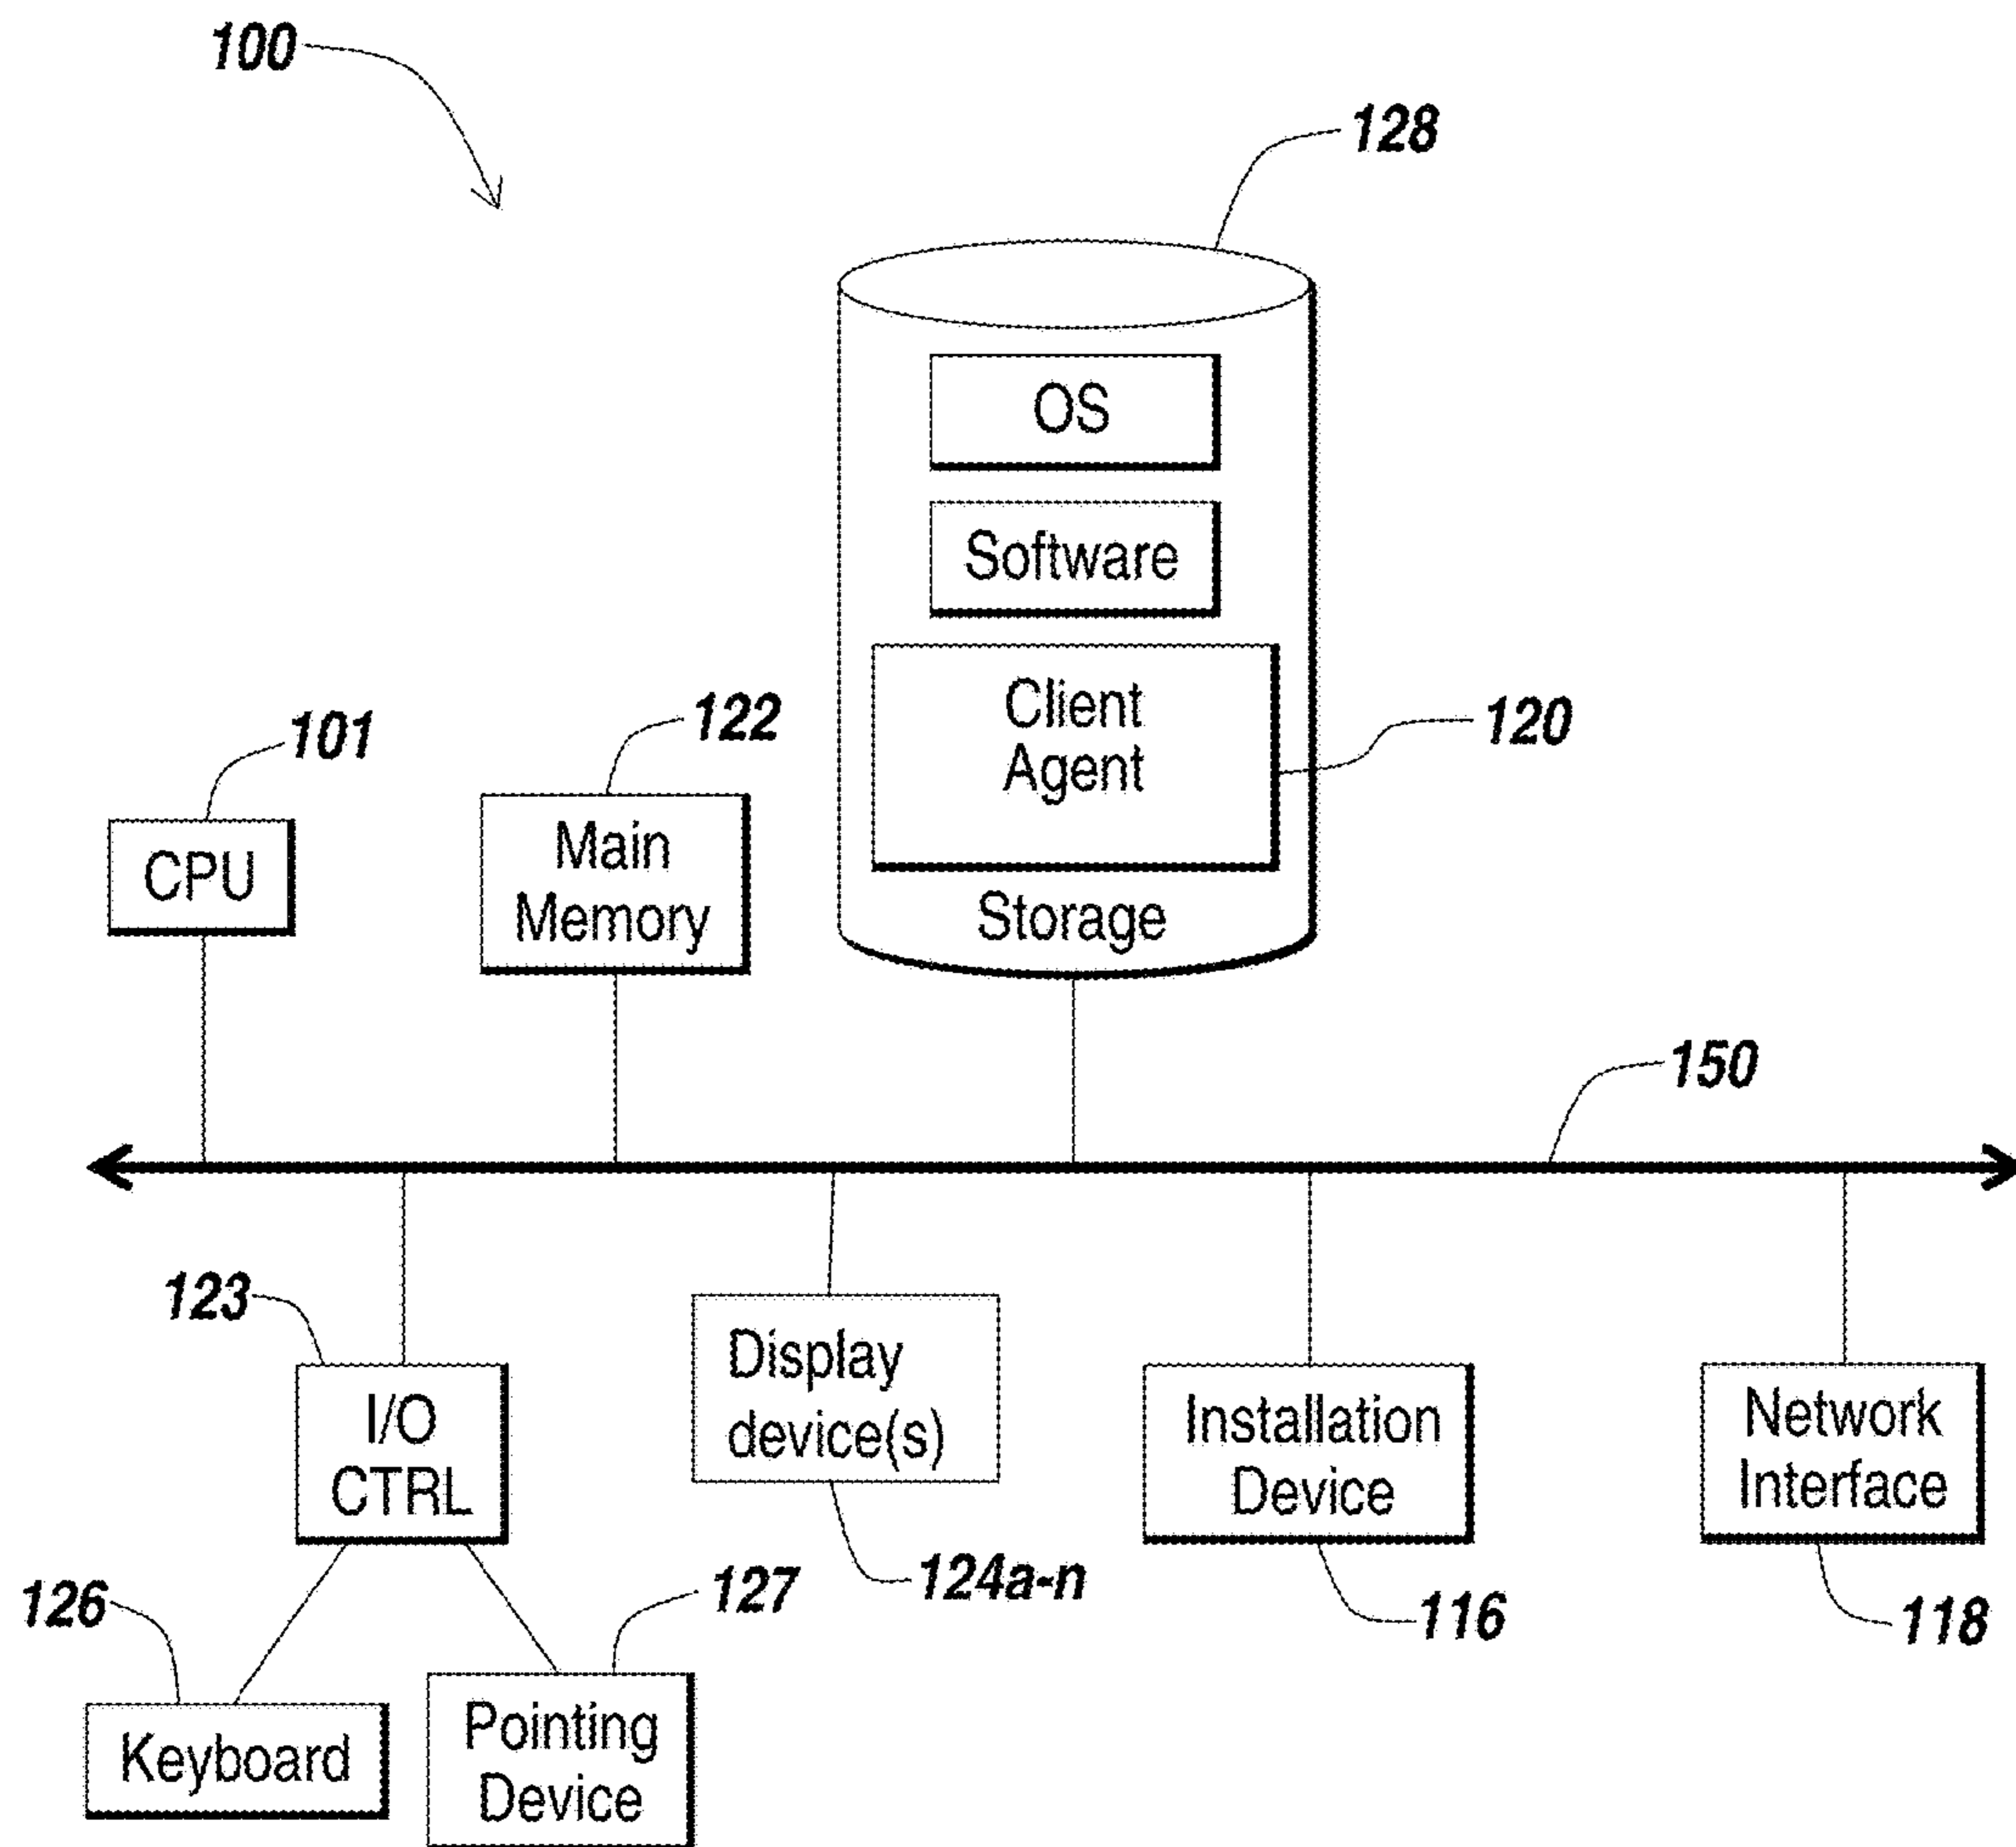 100
128
OS
Software
Client
Agent
120
Storage
101
CPU
122
Main
Memory
150
123
I/O
CTRL
Display
device(s)
124a-n
Installation
Device
116
Network
Interface
118
126
Keyboard
127
Pointing
Device